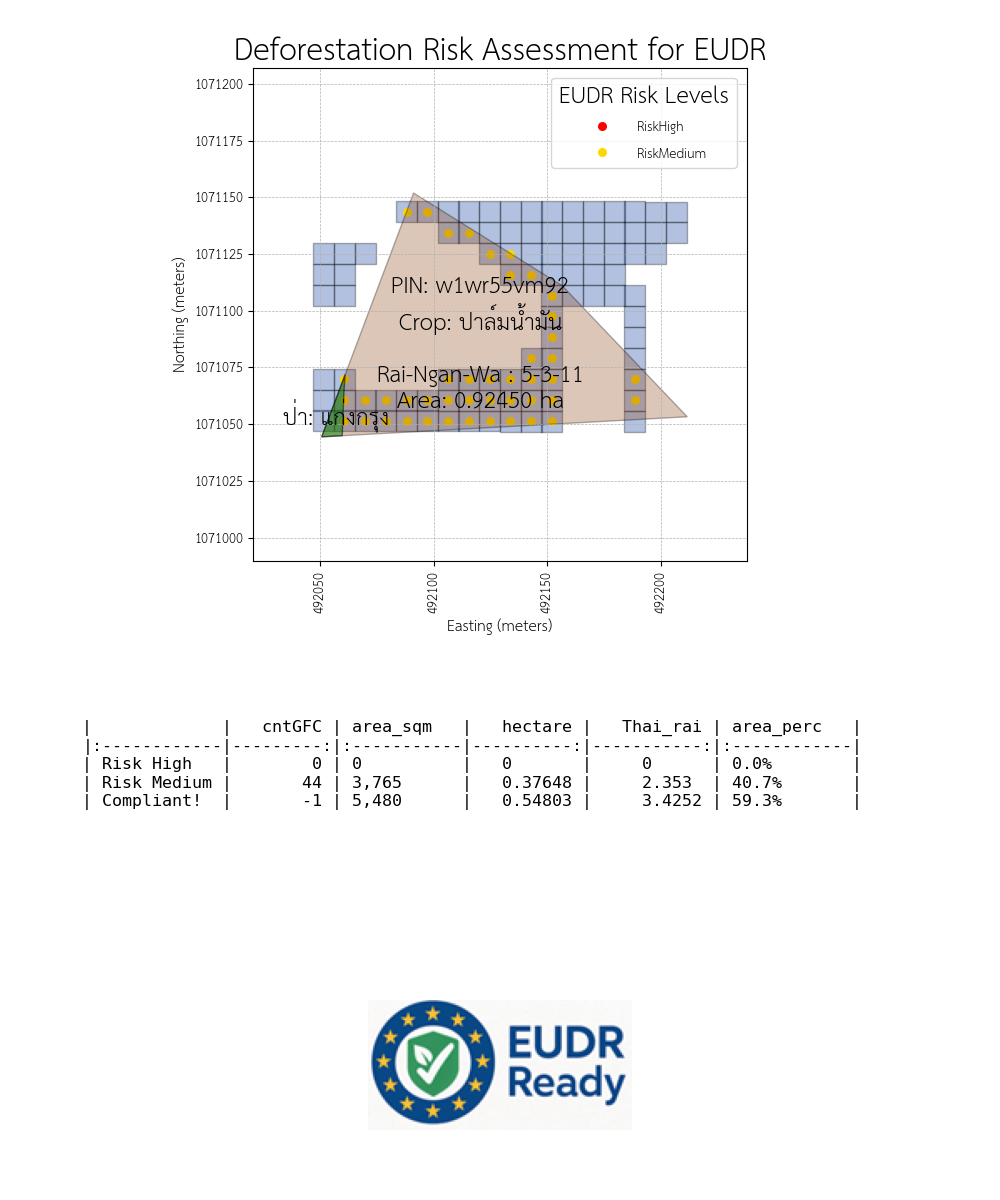 Deforestation Risk Assessment for EUDR
EUDR Risk Levels
RiskHigh
RiskMedium
1071200
1071175
1071150
1071125
1071100
1071075
1071050
1071025
1071000
Northing (meters)
PIN: w1wr55vm92
Crop: ปาล์มน้ำมัน
Rai-Ngan-Wa : 5-3-11
Area: 0.92450 ha
ป่า: แก่งกรุง
492050
492100
492150
492200
Easting (meters)
|             |   cntGFC | area_sqm   |   hectare |   Thai_rai | area_perc   |
|:------------|---------:|:-----------|----------:|-----------:|:------------|
| Risk High   |        0 | 0          |   0       |     0      | 0.0%        |
| Risk Medium |       44 | 3,765      |   0.37648 |     2.353  | 40.7%       |
| Compliant!  |       -1 | 5,480      |   0.54803 |     3.4252 | 59.3%       |
EUDR
Ready